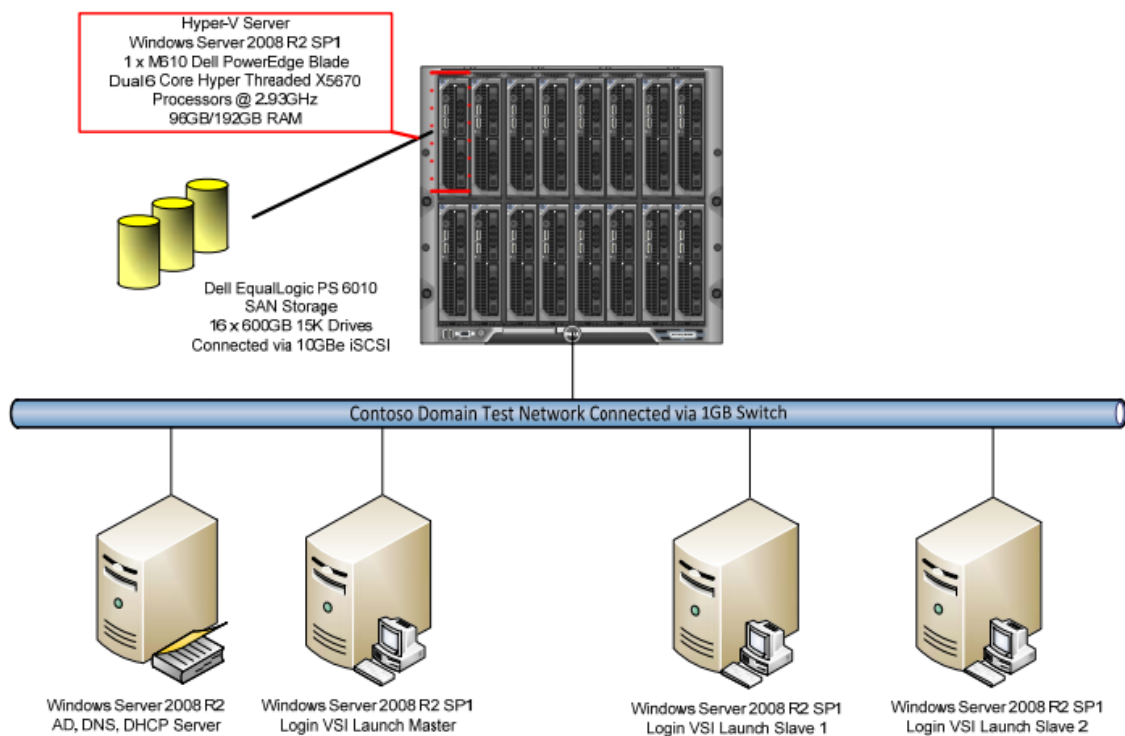 Hyper-V Server
Windows Server 2008 R2 SP1
1 x M610 Dell PowerEdge Blade
Dual 6 Core Hyper Threaded X5670
Processors @ 2.93GHz
96GB/192GB RAM
Dell EqualLogic PS 6010
SAN Storage
16 x 600GB 15K Drives
Connected via 10GBe iSCSI
Contoso Domain Test Network Connected via 1GB Switch
Windows Server 2008 R2
AD, DNS, DHCP Server
Windows Server 2008 R2 SP1
Login VSI Launch Master
Windows Server 2008 R2 SP1
Login VSI Launch Slave 1
Windows Server 2008 R2 SP1
Login VSI Launch Slave 2